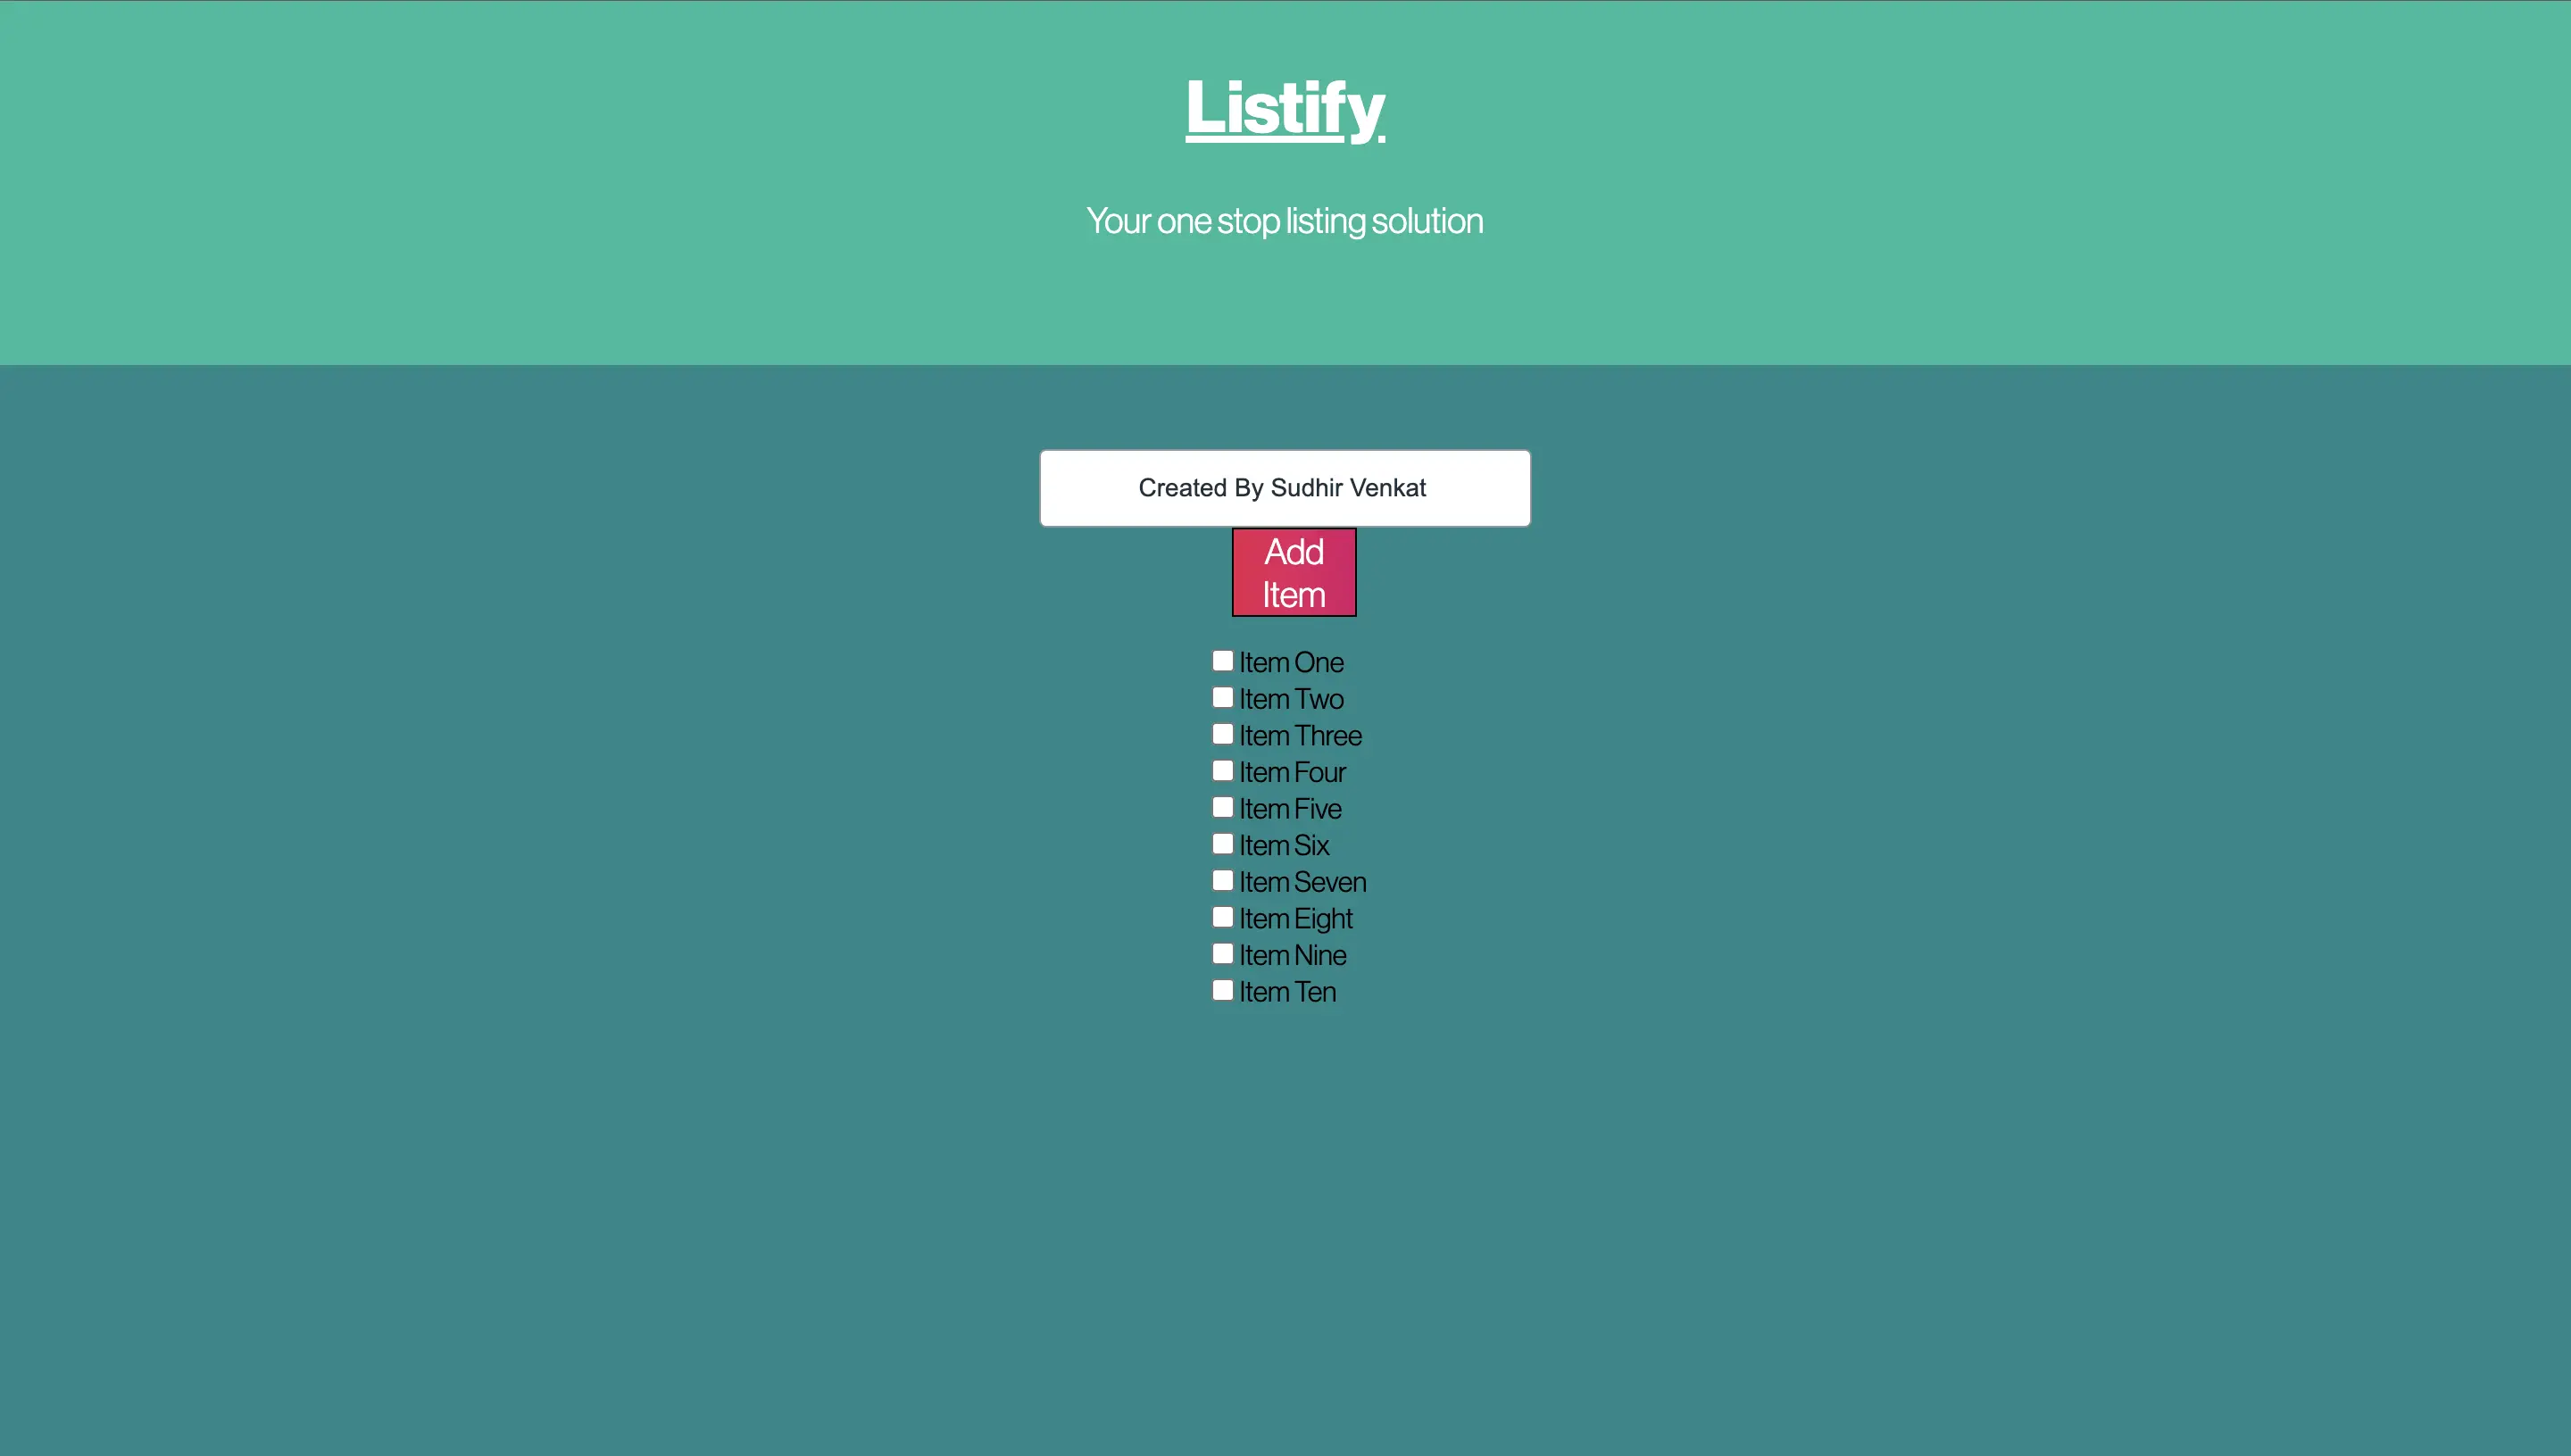 Listify
Your one stop listing solution
Created By Sudhir Venkat
Add
Item
Item One
Item Two
Item Three
Item Four
Item Five
Item Six
Item Seven
Item Eight
Item Nine
Item Ten